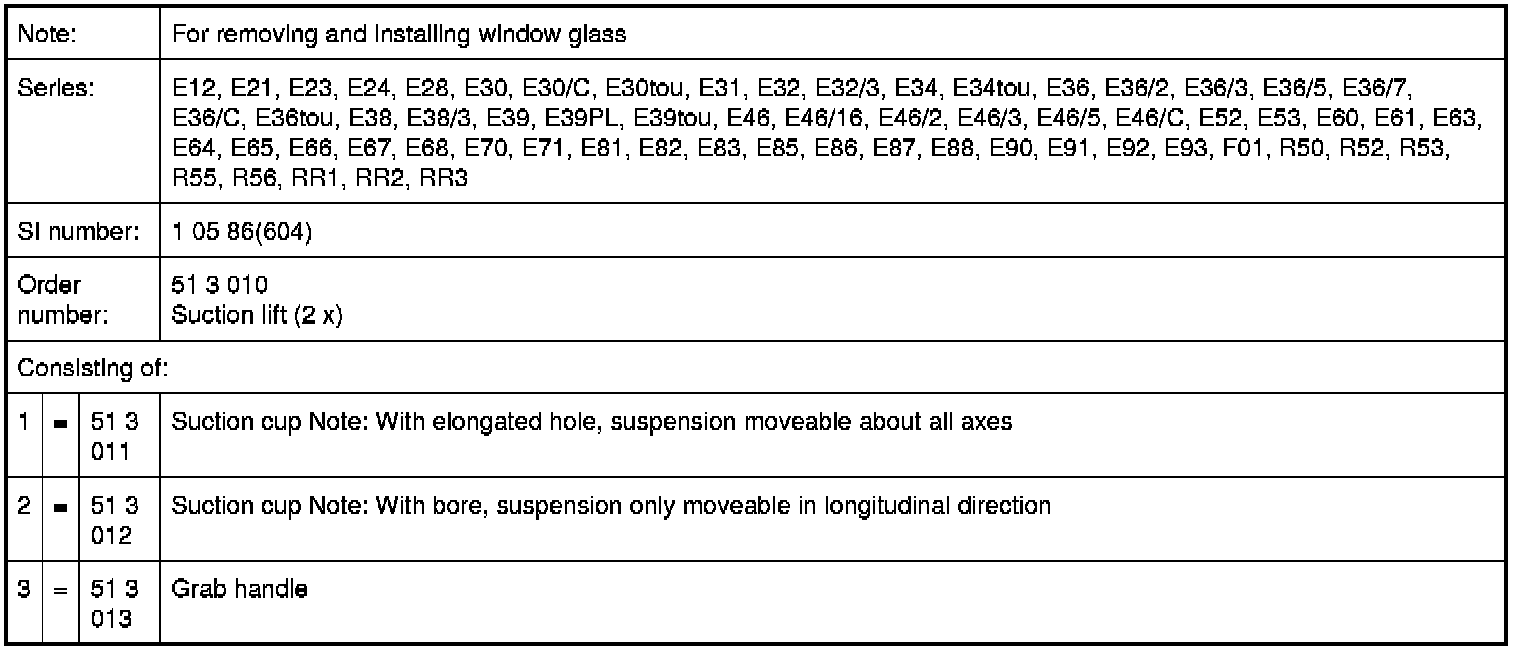 Note: For removing and installing window glass
Series: E12, E21, E23, E24, E28, E30, E30/C, E30tou, E31, E32, E32/3, E34, E34tou, E36, E36/2, E36/3, E36/5, E36/7,
E36/C, E36tou, E38, E38/3, E39, E39PL, E39tou, E46, E46/16, E46/2, E46/3, E46/5, E46/C, E52, E53, E60, E61, E63,
E64, E65, E66, E67, E68, E70, E71, E81, E82, E83, E85, E86, E87, E88, E90, E91, E92, E93, F01, R50, R52, R53,
R55, R56, RR1, RR2, RR3
SI number: 1 05 86(604)
Order number: 51 3 010
Suction lift (2 x)
Consisting of:
1 = 51 3 011 Suction cup Note: With elongated hole, suspension moveable about all axes
2 = 51 3 012 Suction cup Note: With bore, suspension only moveable in longitudinal direction
3 = 51 3 013 Grab handle